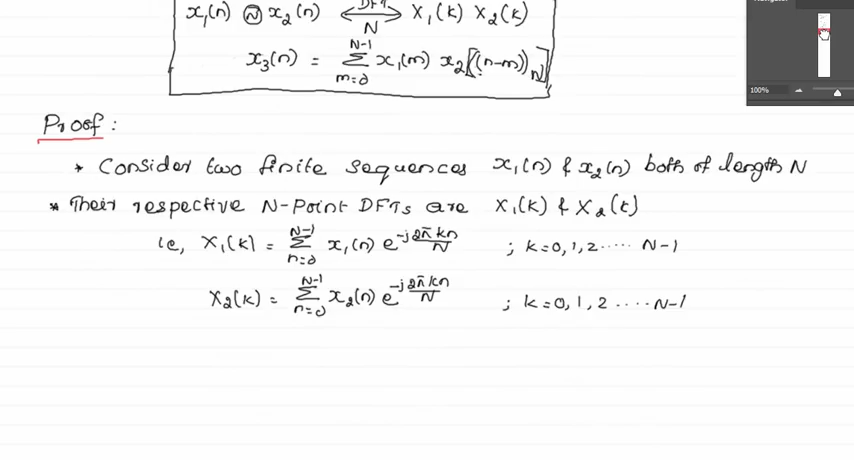 x₁(n) Ⓝ x₂(n) ⟷ N X₁(k) X₂(k)
x₃(n) = Σ_{m=0}^{N-1} x₁(m) x₂[((n-m))_N]
Proof :
* Consider two finite sequences x₁(n) & x₂(n) both of length N
* Their respective N-Point DFTs are X₁(k) & X₂(k)
ie, X₁(k) = Σ_{n=0}^{N-1} x₁(n) e^{-j2πkn/N} ; k=0,1,2..... N-1
X₂(k) = Σ_{n=0}^{N-1} x₂(n) e^{-j2πkn/N} ; k=0,1,2.....N-1
100%